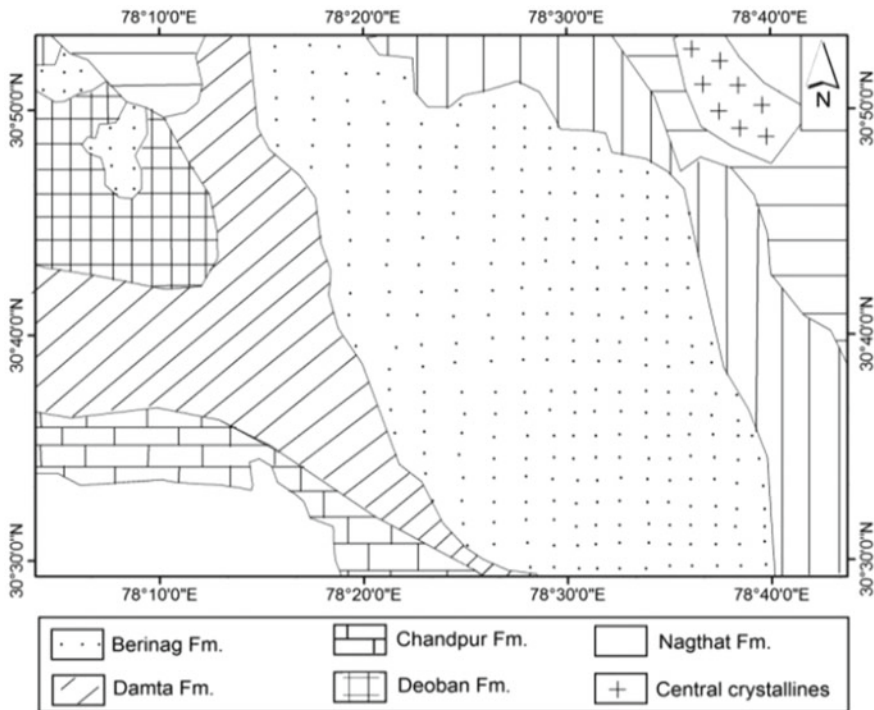 78°10'0"E 78°20'0"E 78°30'0"E 78°40'0"E
30°50'0"N 30°50'0"N
N
30°40'0"N 30°40'0"N
30°30'0"N 30°30'0"N
78°10'0"E 78°20'0"E 78°30'0"E 78°40'0"E
Berinag Fm. Chandpur Fm. Nagthat Fm.
Damta Fm. Deoban Fm. Central crystallines